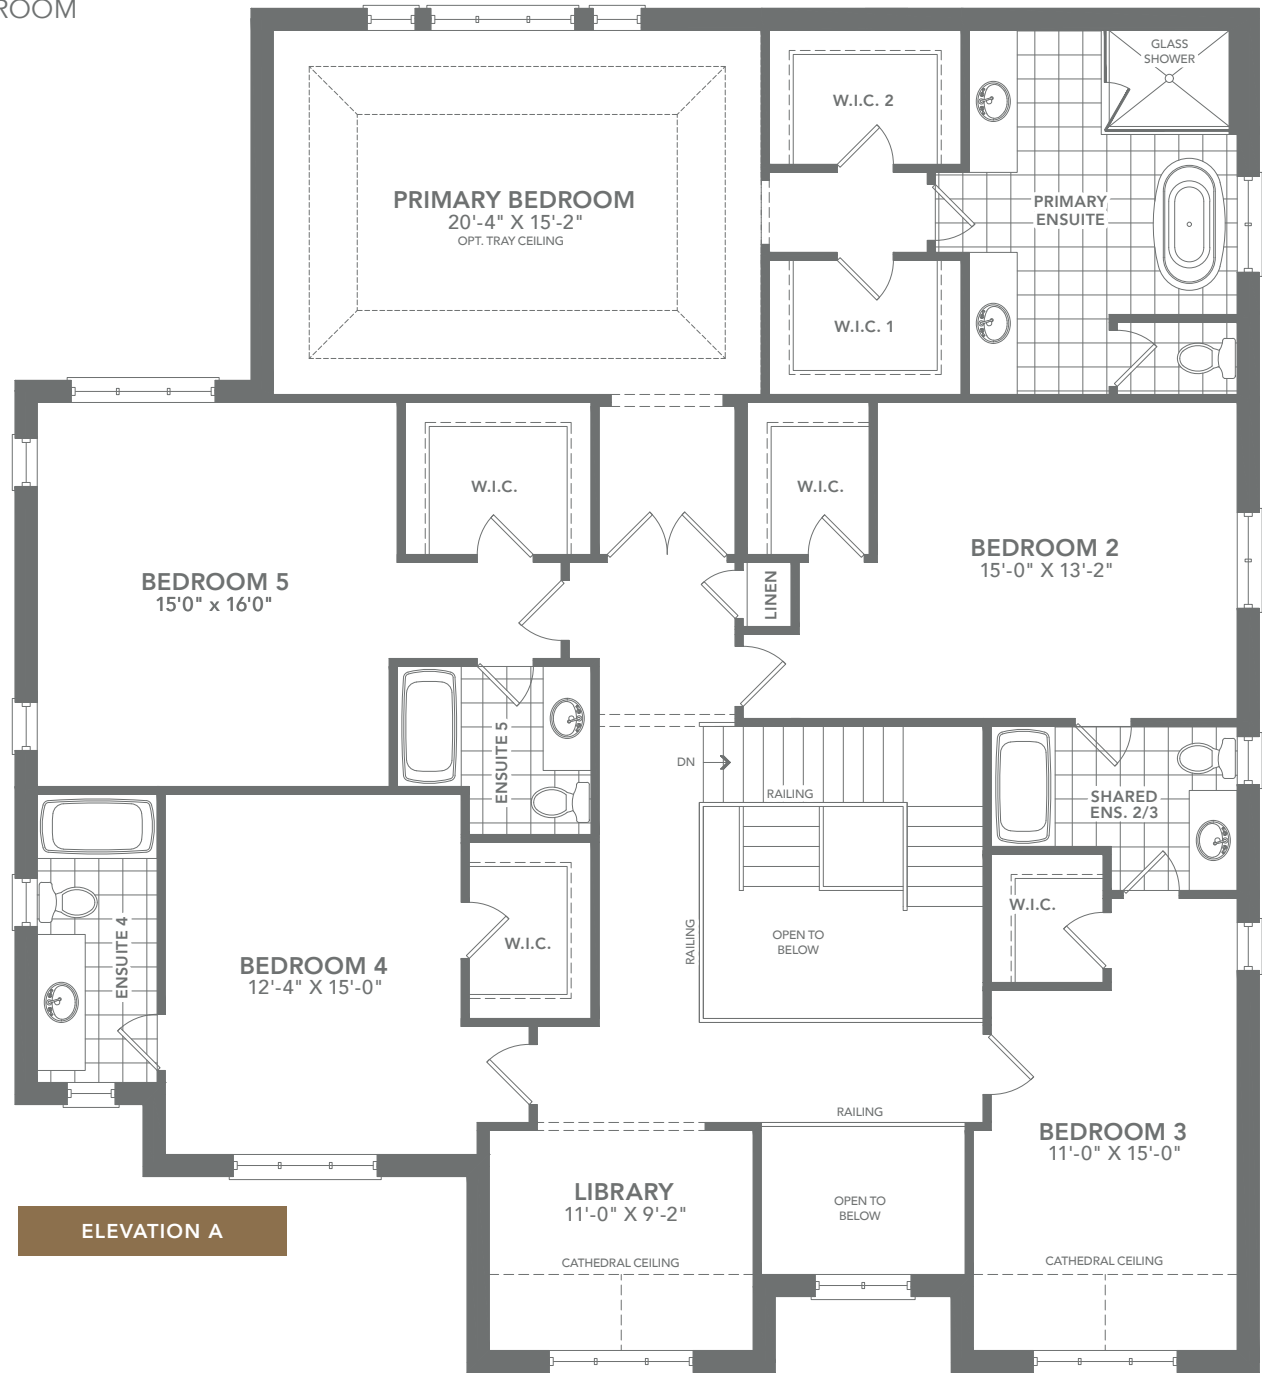 ROOM
GLASS
SHOWER
W.I.C. 2
PRIMARY BEDROOM
20'-4" X 15'-2"
OPT. TRAY CEILING
PRIMARY
ENSUITE
W.I.C. 1
W.I.C.
W.I.C.
BEDROOM 2
15'-0" X 13'-2"
BEDROOM 5
15'0" x 16'0"
LINEN
ENSUITE 5
DN
RAILING
SHARED
ENS. 2/3
W.I.C.
ENSUITE 4
W.I.C.
RAILING
OPEN TO
BELOW
BEDROOM 4
12'-4" X 15'-0"
RAILING
BEDROOM 3
11'-0" X 15'-0"
LIBRARY
11'-0" X 9'-2"
OPEN TO
BELOW
ELEVATION A
CATHEDRAL CEILING
CATHEDRAL CEILING